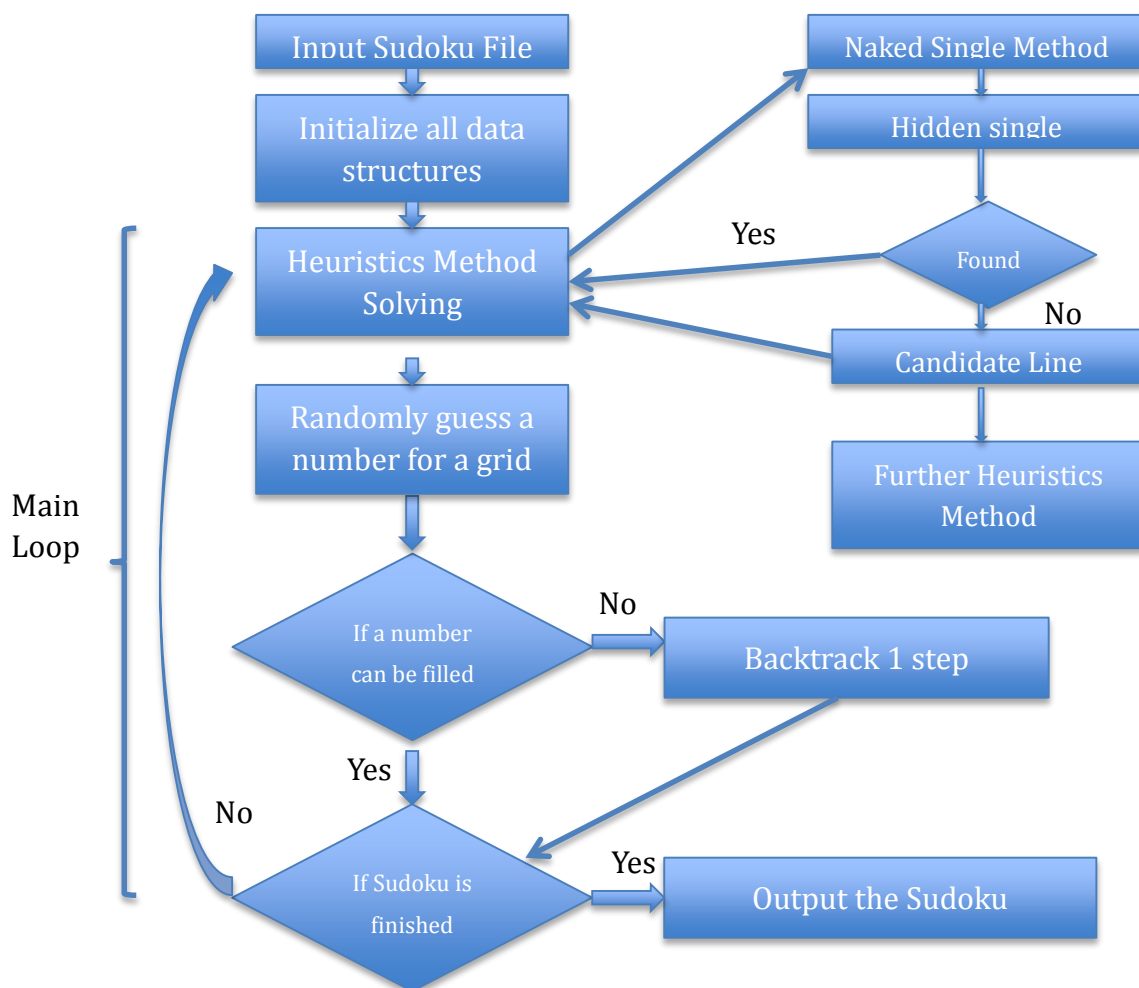 Input Sudoku File
Initialize all data
structures
Heuristics Method
Solving
Randomly guess a
number for a grid
Main
Loop
If a number
can be filled
No
Backtrack 1 step
Yes
No
If Sudoku is
finished
Yes
Output the Sudoku
Naked Single Method
Hidden single
Yes
Found
No
Candidate Line
Further Heuristics
Method